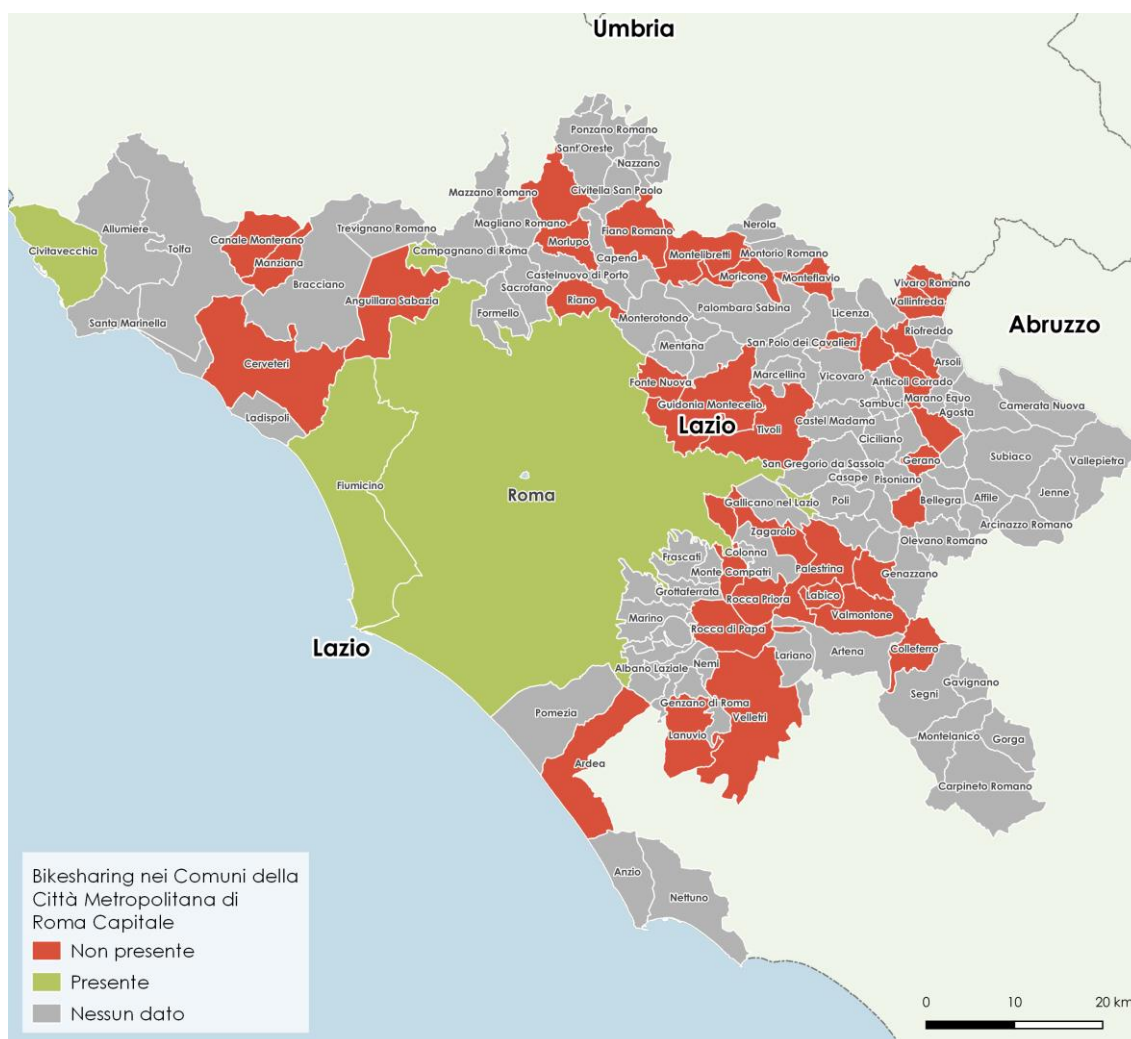 Umbria
Ponzano Romano
Sant'Oreste
Nazzano
Mazzano Romano
Civitella San Paolo
Allumiere
Trevignano Romano
Magliano Romano
Fiano Romano
Nerola
Civitavecchia
Tolfa
Canale Monterano
Campagnano di Roma
Morlupo
Capena
Montelibretti
Montorio Romano
Manziana
Bracciano
Castelnuovo di Porto
Moricone
Monteflavio
Vivaro Romano
Vallinfreda
Anguillara Sabazia
Sacrofano
Riano
Palombara Sabina
Licenza
Abruzzo
Santa Marinella
Formello
Monterotondo
Riofreddo
Mentana
San Polo dei Cavalieri
Arsoli
Cerveteri
Marcellina
Vicovaro
Anticoli Corrado
Fonte Nuova
Marano Equo
Ladispoli
Guidonia Montecelio
Sambuci
Agosta
Camerata Nuova
Lazio
Tivoli
Castel Madama
Ciciliano
Subiaco
Vallepietra
San Gregorio da Sassola
Gerano
Fiumicino
Roma
Casape
Pisoniano
Jenne
Gallicano nel Lazio
Poli
Bellegra
Affile
Arcinazzo Romano
Zagarolo
Olevano Romano
Frascati
Colonna
Monte Compatri
Palestrina
Genazzano
Grottaferrata
Rocca Priora
Labico
Marino
Valmontone
Rocca di Papa
Lazio
Lariano
Artena
Colleferro
Albano Laziale
Nemi
Gavignano
Segni
Genzano di Roma
Pomezia
Velletri
Lanuvio
Montelanico
Gorga
Ardea
Carpineto Romano
Anzio
Nettuno
Bikesharing nei Comuni della
Città Metropolitana di
Roma Capitale
Non presente
Presente
Nessun dato
0 10 20 km